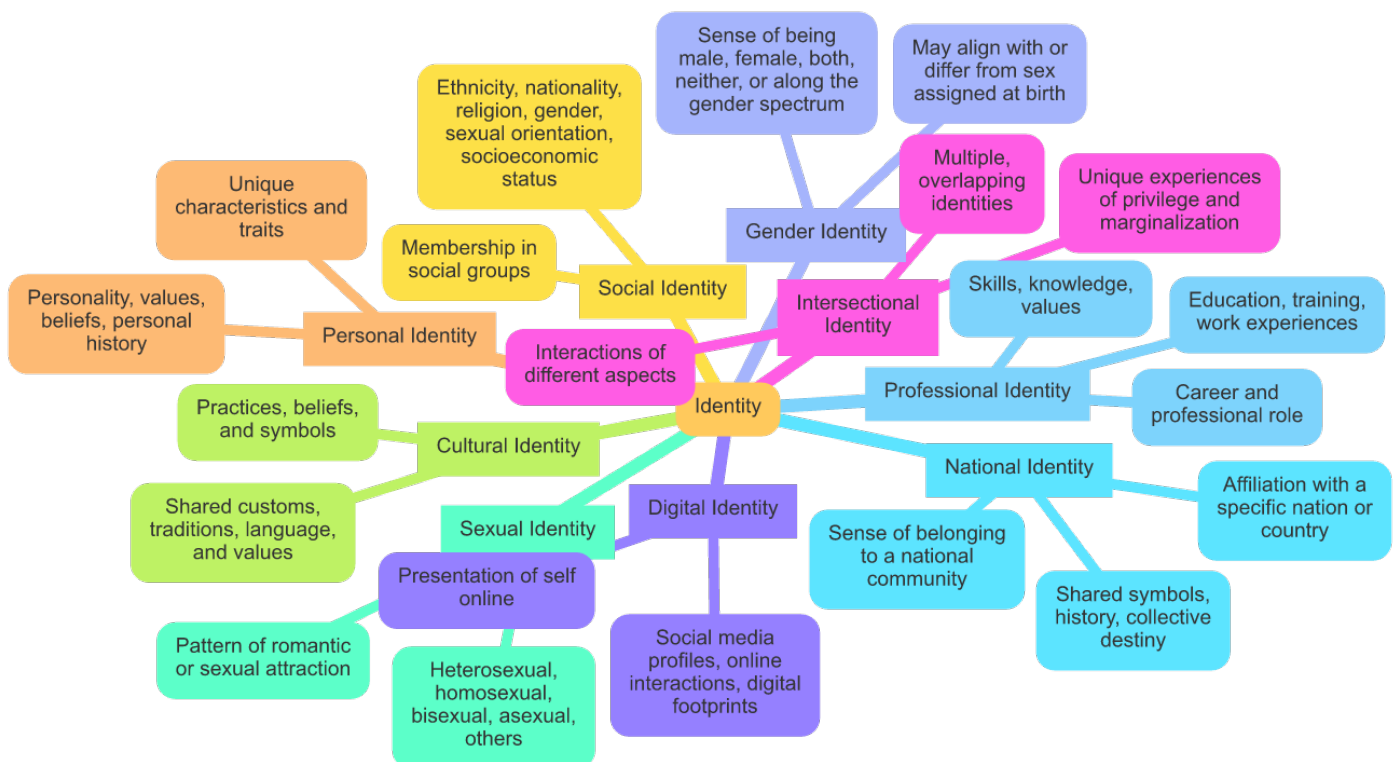 Identity
Personal Identity
Unique
characteristics and
traits
Personality, values,
beliefs, personal
history
Social Identity
Ethnicity, nationality,
religion, gender,
sexual orientation,
socioeconomic
status
Membership in
social groups
Gender Identity
Sense of being
male, female, both,
neither, or along the
gender spectrum
May align with or
differ from sex
assigned at birth
Intersectional
Identity
Multiple,
overlapping
identities
Unique experiences
of privilege and
marginalization
Interactions of
different aspects
Professional Identity
Skills, knowledge,
values
Education, training,
work experiences
Career and
professional role
National Identity
Affiliation with a
specific nation or
country
Sense of belonging
to a national
community
Shared symbols,
history, collective
destiny
Cultural Identity
Practices, beliefs,
and symbols
Shared customs,
traditions, language,
and values
Sexual Identity
Pattern of romantic
or sexual attraction
Heterosexual,
homosexual,
bisexual, asexual,
others
Digital Identity
Presentation of self
online
Social media
profiles, online
interactions, digital
footprints